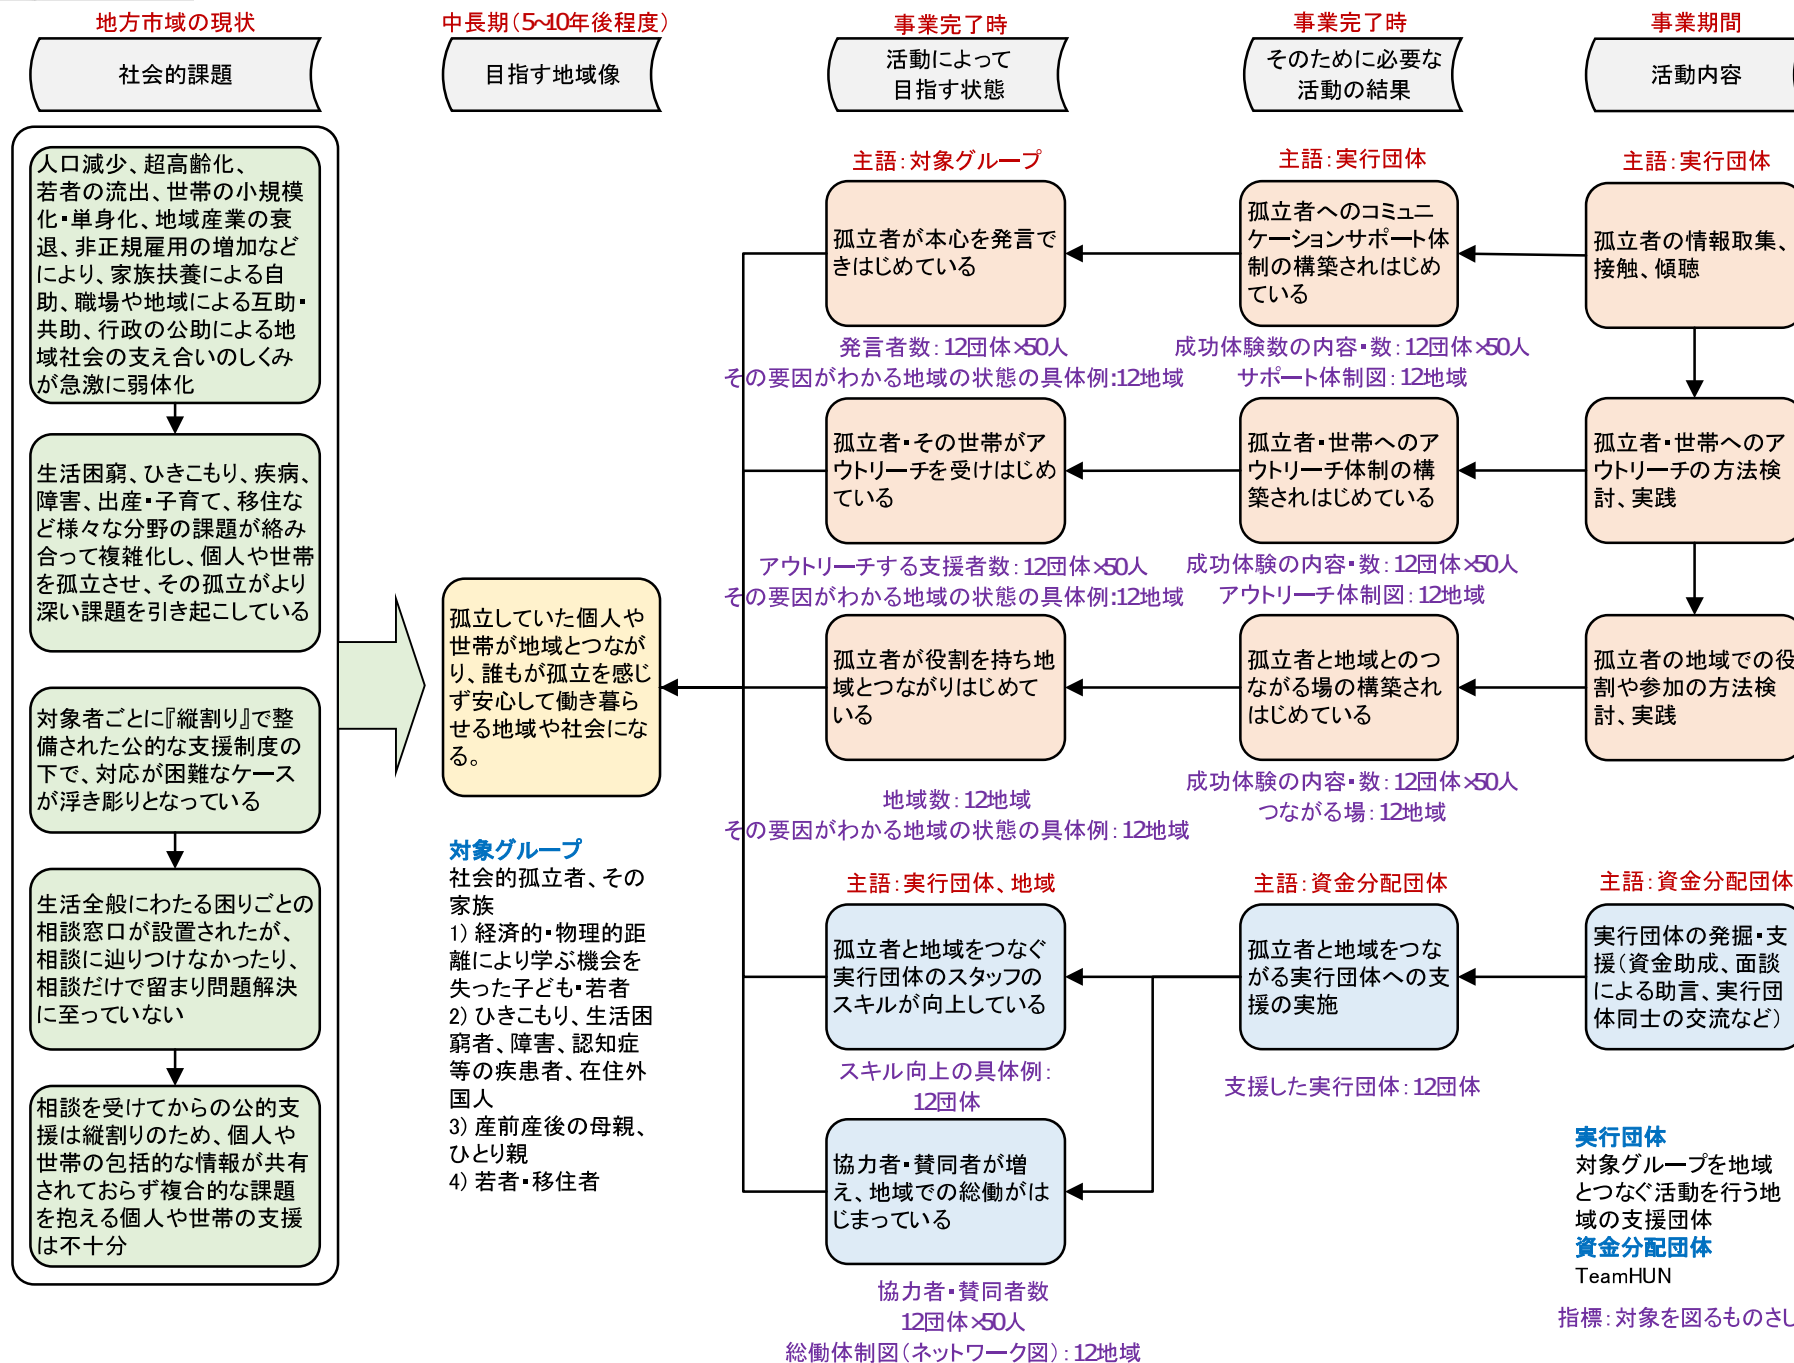 地方市域の現状
社会的課題
人口減少、超高齢化、
若者の流出、世帯の小規模
化・単身化、地域産業の衰
退、非正規雇用の増加など
により、家族扶養による自
助、職場や地域による互助・
共助、行政の公助による地
域社会の支え合いのしくみ
が急激に弱体化
生活困窮、ひきこもり、疾病、
障害、出産・子育て、移住な
ど様々な分野の課題が絡み
合って複雑化し、個人や世帯
を孤立させ、その孤立がより
深い課題を引き起こしている
対象者ごとに『縦割り』で整
備された公的な支援制度の
下で、対応が困難なケース
が浮き彫りとなっている
生活全般にわたる困りごとの
相談窓口が設置されたが、
相談に辿りつけなかったり、
相談だけで留まり問題解決
に至っていない
相談を受けてからの公的支
援は縦割りのため、個人や
世帯の包括的な情報が共有
されておらず複合的な課題
を抱える個人や世帯の支援
は不十分
中長期(5~10年後程度)
目指す地域像
孤立していた個人や
世帯が地域とつなが
り、誰もが孤立を感じ
ず安心して働き暮ら
せる地域や社会にな
る。
対象グループ
社会的孤立者、その
家族
1) 経済的・物理的距
離により学ぶ機会を
失った子ども・若者
2) ひきこもり、生活困
窮者、障害、認知症
等の疾患者、在住外
国人
3) 産前産後の母親、
ひとり親
4) 若者・移住者
事業完了時
活動によって
目指す状態
主語:対象グループ
孤立者が本心を発言で
きはじめている
発言者数:12団体×50人
その要因がわかる地域の状態の具体例:12地域
孤立者・その世帯がア
ウトリーチを受けはじめ
ている
アウトリーチする支援者数:12団体×50人
その要因がわかる地域の状態の具体例:12地域
孤立者が役割を持ち地
域とつながりはじめて
いる
地域数:12地域
その要因がわかる地域の状態の具体例:12地域
主語:実行団体、地域
孤立者と地域をつなぐ
実行団体のスタッフの
スキルが向上している
スキル向上の具体例:
12団体
協力者・賛同者が増
え、地域での総働がは
じまっている
協力者・賛同者数
12団体×50人
総働体制図(ネットワーク図):12地域
事業完了時
そのために必要な
活動の結果
主語:実行団体
孤立者へのコミュニ
ケーションサポート体
制の構築されはじめ
ている
成功体験数の内容・数:12団体×50人
サポート体制図:12地域
孤立者・世帯へのア
ウトリーチ体制の構
築されはじめている
成功体験の内容・数:12団体×50人
アウトリーチ体制図:12地域
孤立者と地域とのつ
ながる場の構築され
はじめている
成功体験の内容・数:12団体×50人
つながる場:12地域
主語:資金分配団体
孤立者と地域をつな
がる実行団体への支
援の実施
支援した実行団体:12団体
事業期間
活動内容
主語:実行団体
孤立者の情報取集、
接触、傾聴
孤立者・世帯へのア
ウトリーチの方法検
討、実践
孤立者の地域での役
割や参加の方法検
討、実践
主語:資金分配団体
実行団体の発掘・支
援(資金助成、面談
による助言、実行団
体同士の交流など)
実行団体
対象グループを地域
とつなぐ活動を行う地
域の支援団体
資金分配団体
TeamHUN
指標:対象を図るものさし